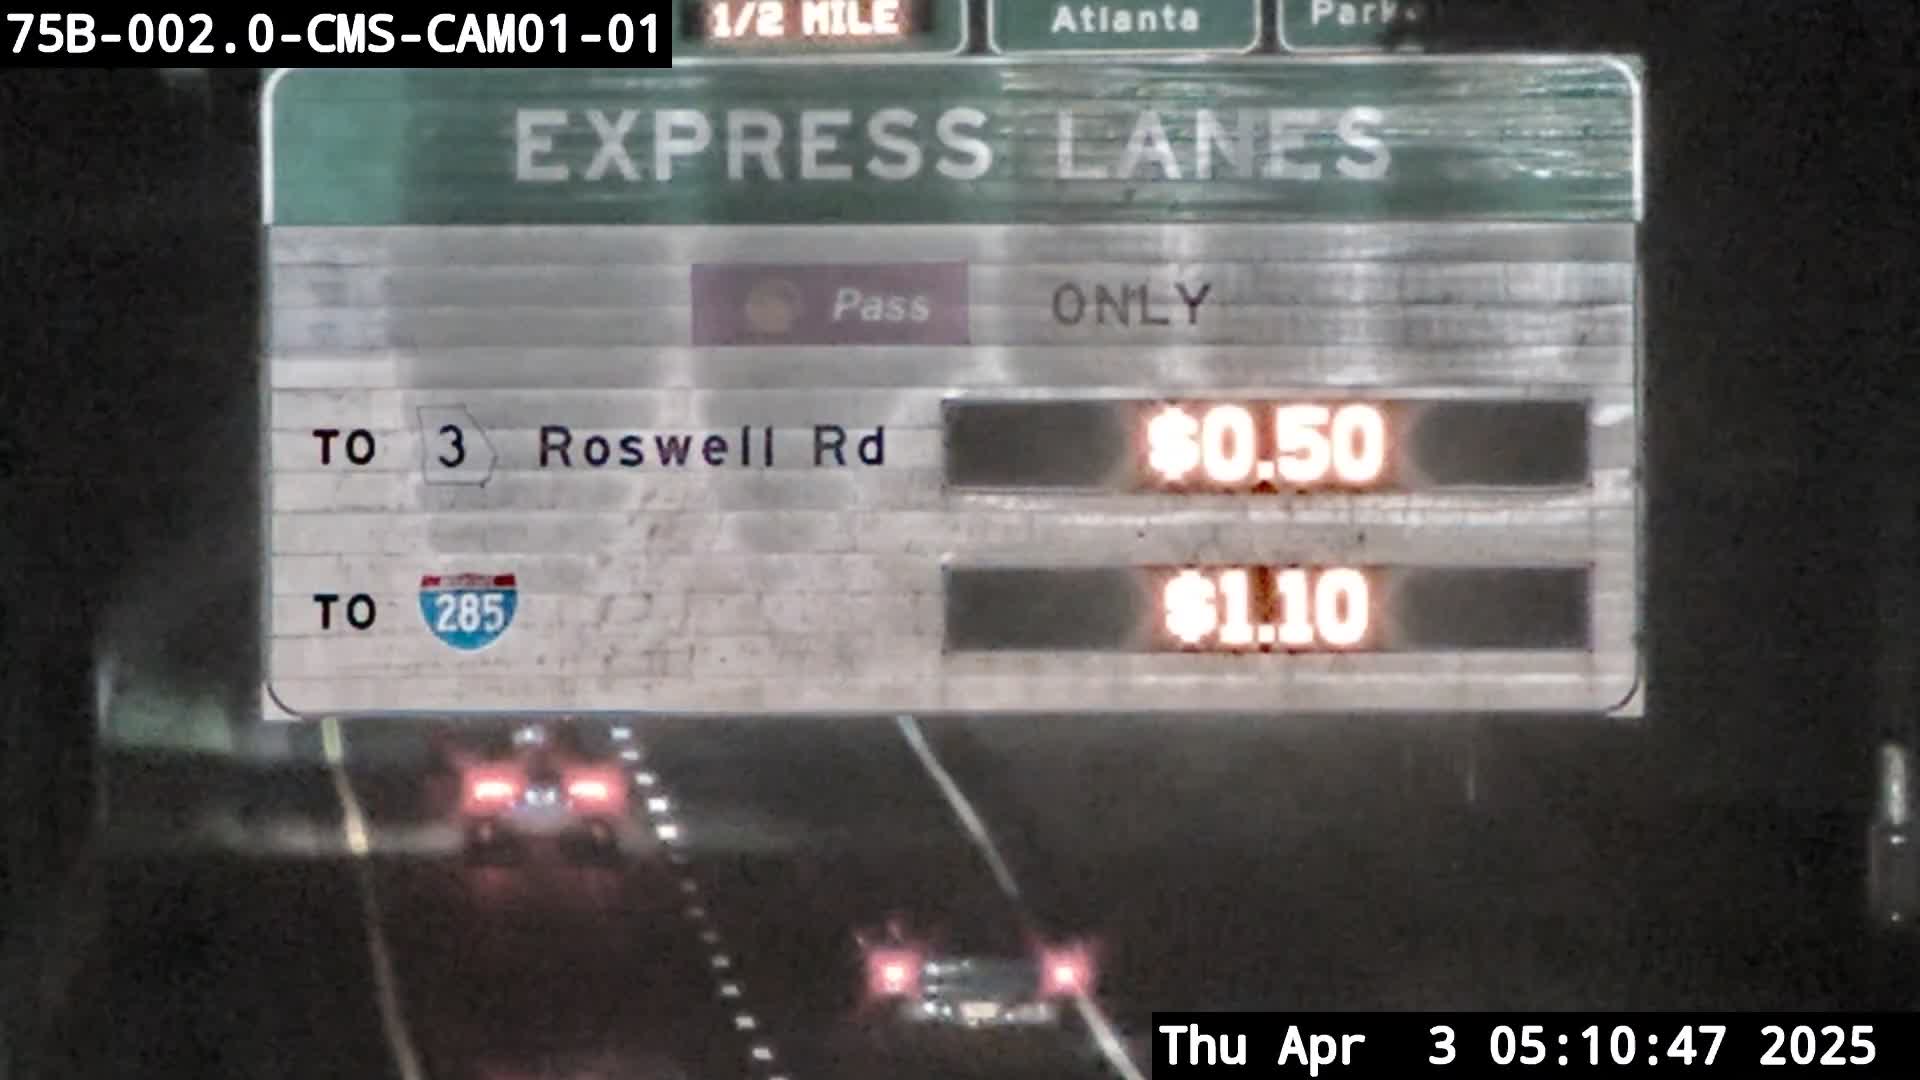 75B-002.0-CMS-CAM01-01
1/2 MILE
Atlanta
EXPRESS LANES
Pass ONLY
TO 3 Roswell Rd $0.50
TO 285 $1.10
Thu Apr 3 05:10:47 2025